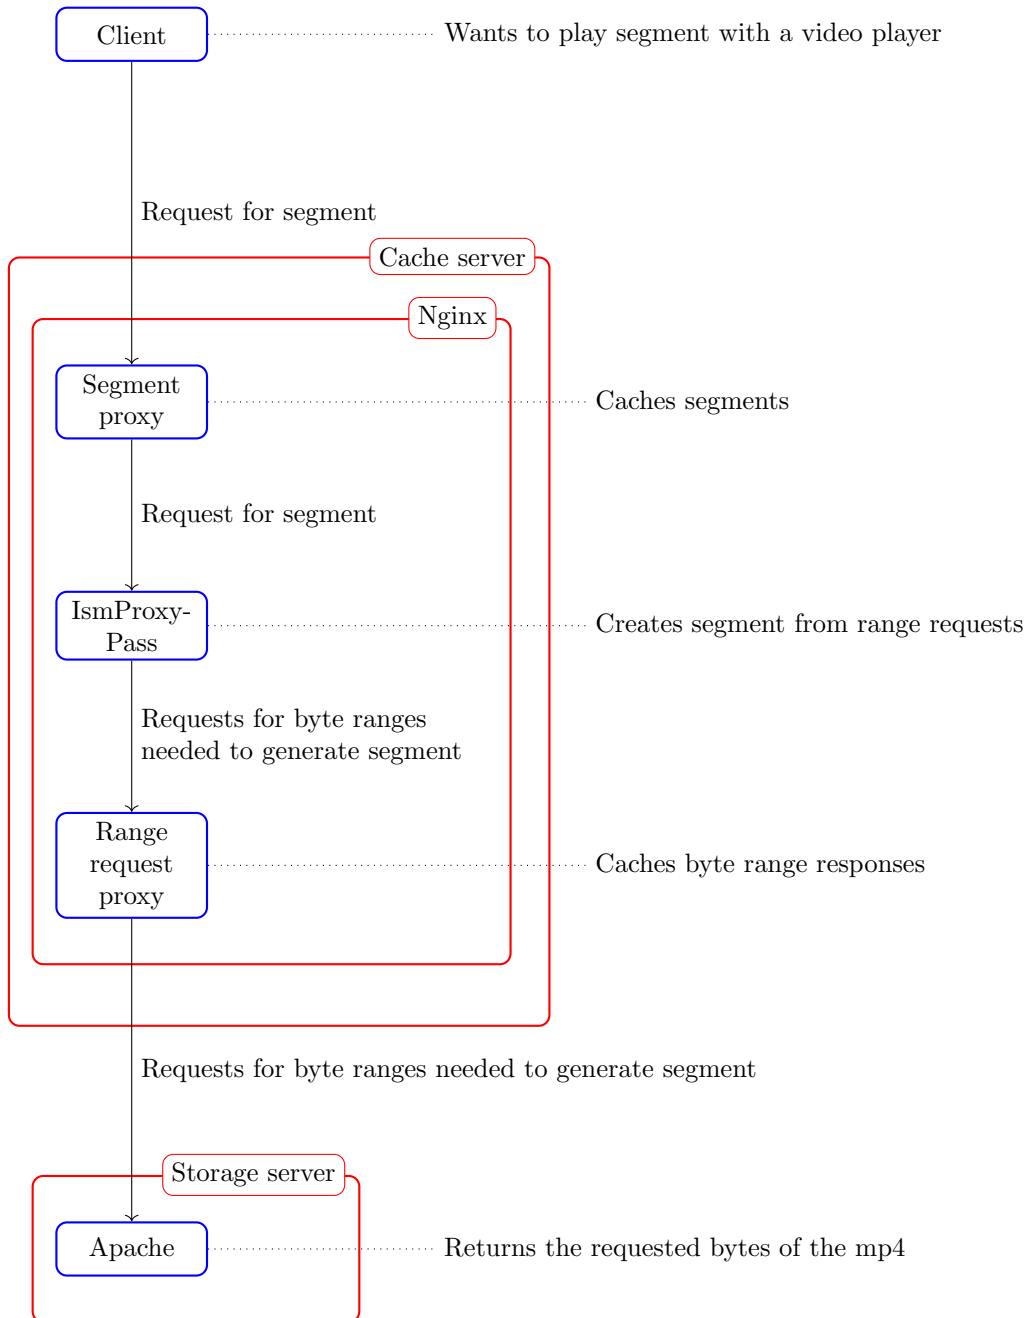 Client
Wants to play segment with a video player
Request for segment
Cache server
Nginx
Segment
proxy
Caches segments
Request for segment
IsmProxy-
Pass
Creates segment from range requests
Requests for byte ranges
needed to generate segment
Range
request
proxy
Caches byte range responses
Requests for byte ranges needed to generate segment
Storage server
Apache
Returns the requested bytes of the mp4